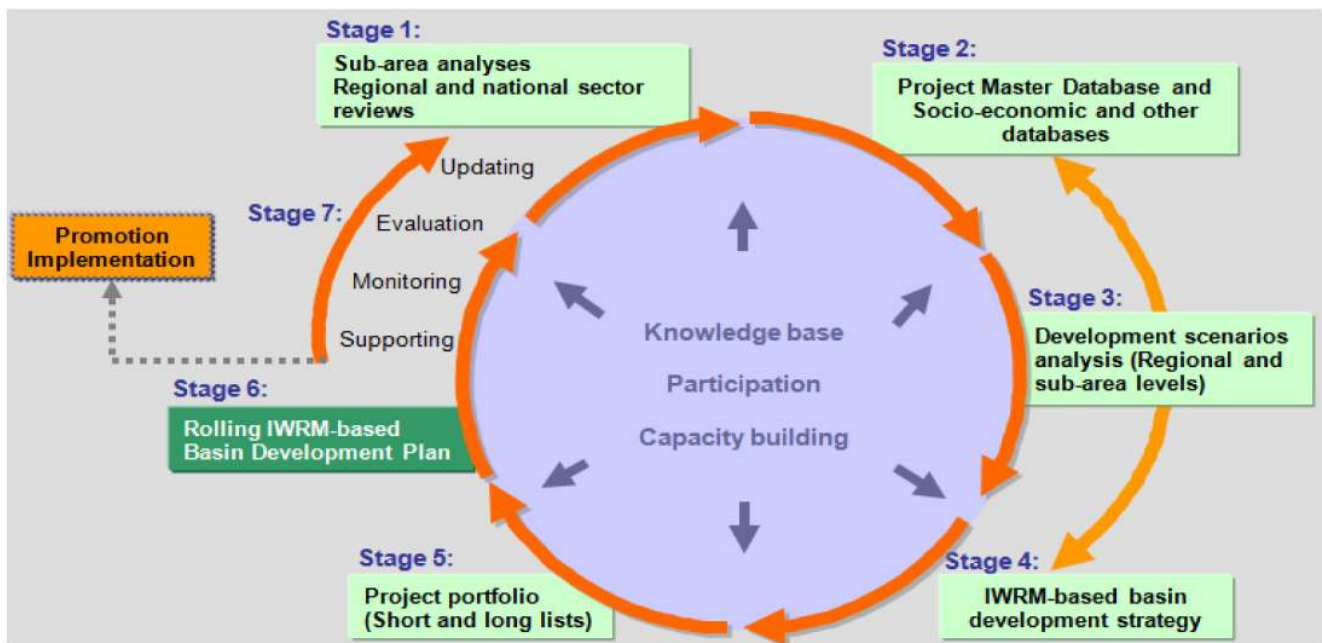 Stage 1:
Sub-area analyses
Regional and national sector
reviews
Stage 2:
Project Master Database and
Socio-economic and other
databases
Updating
Stage 7:
Evaluation
Promotion
Implementation
Monitoring
Supporting
Stage 3:
Development scenarios
analysis (Regional and
sub-area levels)
Knowledge base
Participation
Capacity building
Stage 6:
Rolling IWRM-based
Basin Development Plan
Stage 5:
Project portfolio
(Short and long lists)
Stage 4:
IWRM-based basin
development strategy